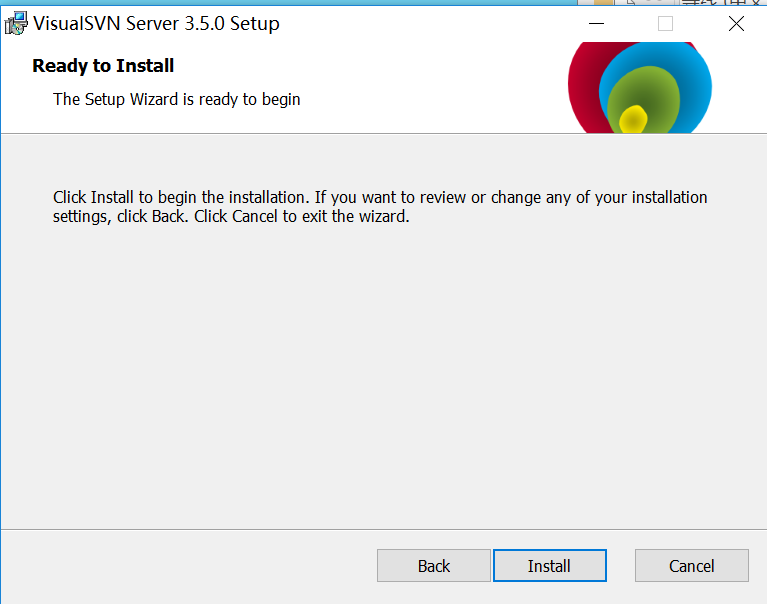 VisualSVN Server 3.5.0 Setup
Ready to Install
The Setup Wizard is ready to begin
Click Install to begin the installation. If you want to review or change any of your installation
settings, click Back. Click Cancel to exit the wizard.
Back
Install
Cancel